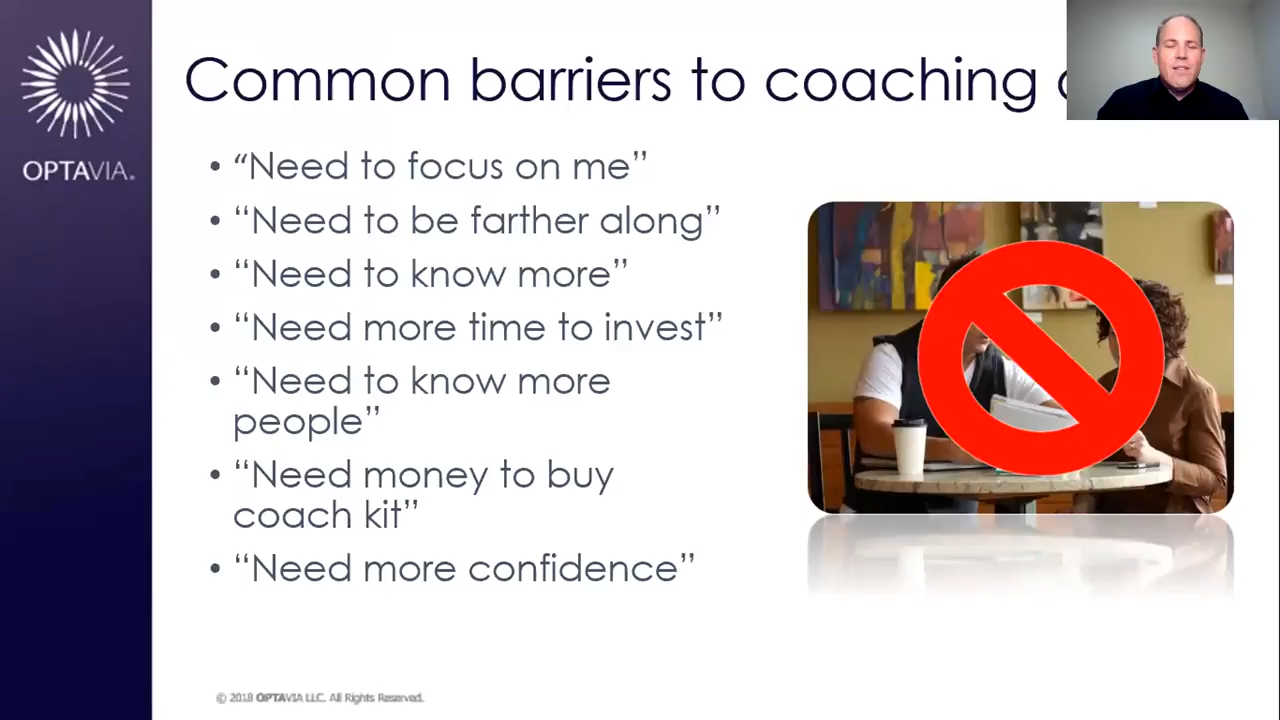 Common barriers to coaching
“Need to focus on me”
“Need to be farther along”
“Need to know more”
“Need more time to invest”
“Need to know more
people”
“Need money to buy
coach kit”
“Need more confidence”
OPTAVIA.
© 2018 OPTAVIA LLC. All Rights Reserved.